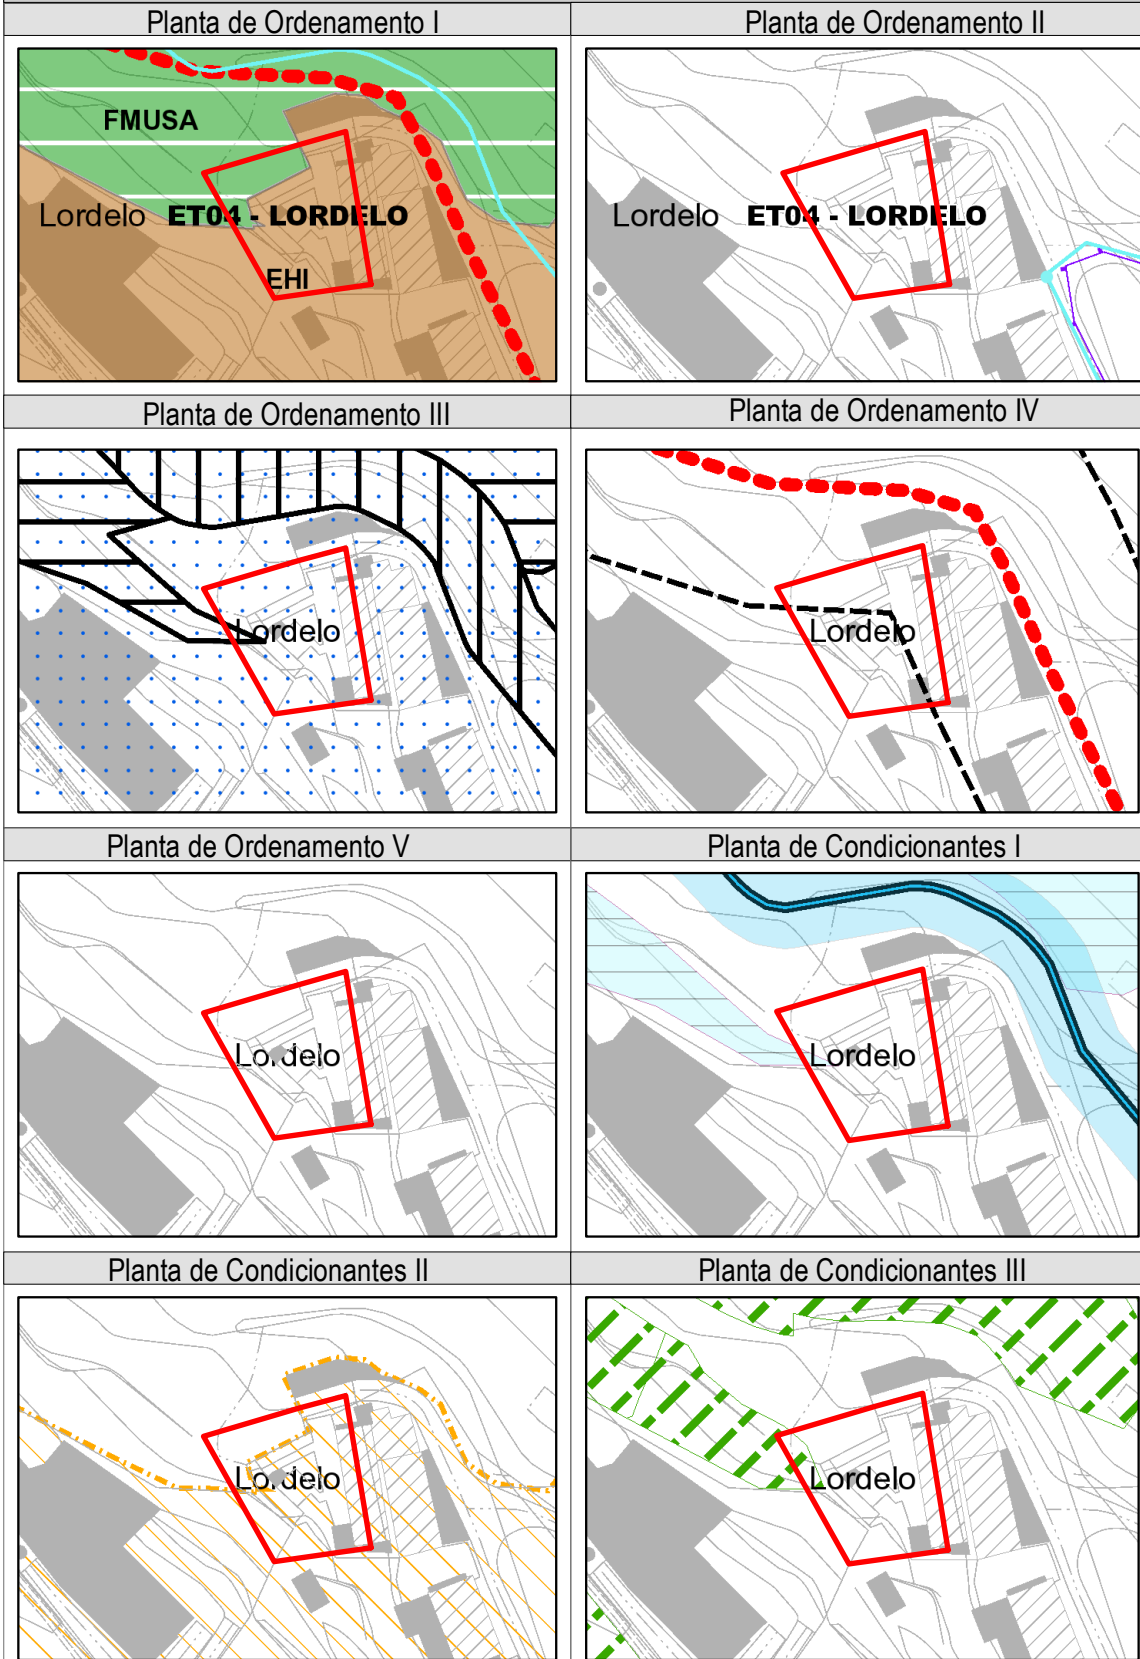 Planta de Ordenamento I
Planta de Ordenamento II
FMUSA
Lordelo ET04 - LORDELO
EHI
Lordelo ET04 - LORDELO
Planta de Ordenamento III
Planta de Ordenamento IV
Lordelo
Lordelo
Planta de Ordenamento V
Planta de Condicionantes I
Lordelo
Lordelo
Planta de Condicionantes II
Planta de Condicionantes III
Lordelo
Lordelo